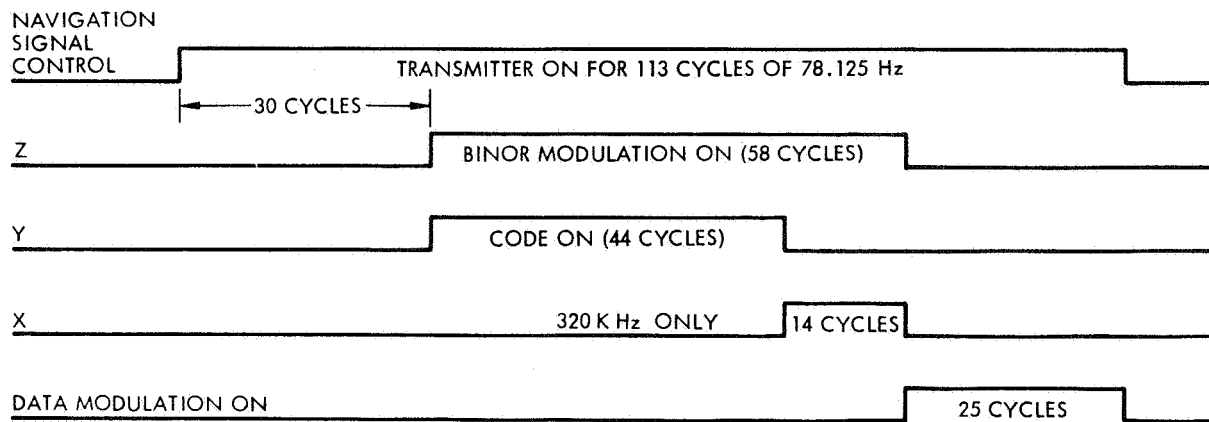 NAVIGATION
SIGNAL
CONTROL
TRANSMITTER ON FOR 113 CYCLES OF 78.125 Hz
30 CYCLES
Z
BINOR MODULATION ON (58 CYCLES)
Y
CODE ON (44 CYCLES)
X
320 K Hz ONLY
14 CYCLES
DATA MODULATION ON
25 CYCLES